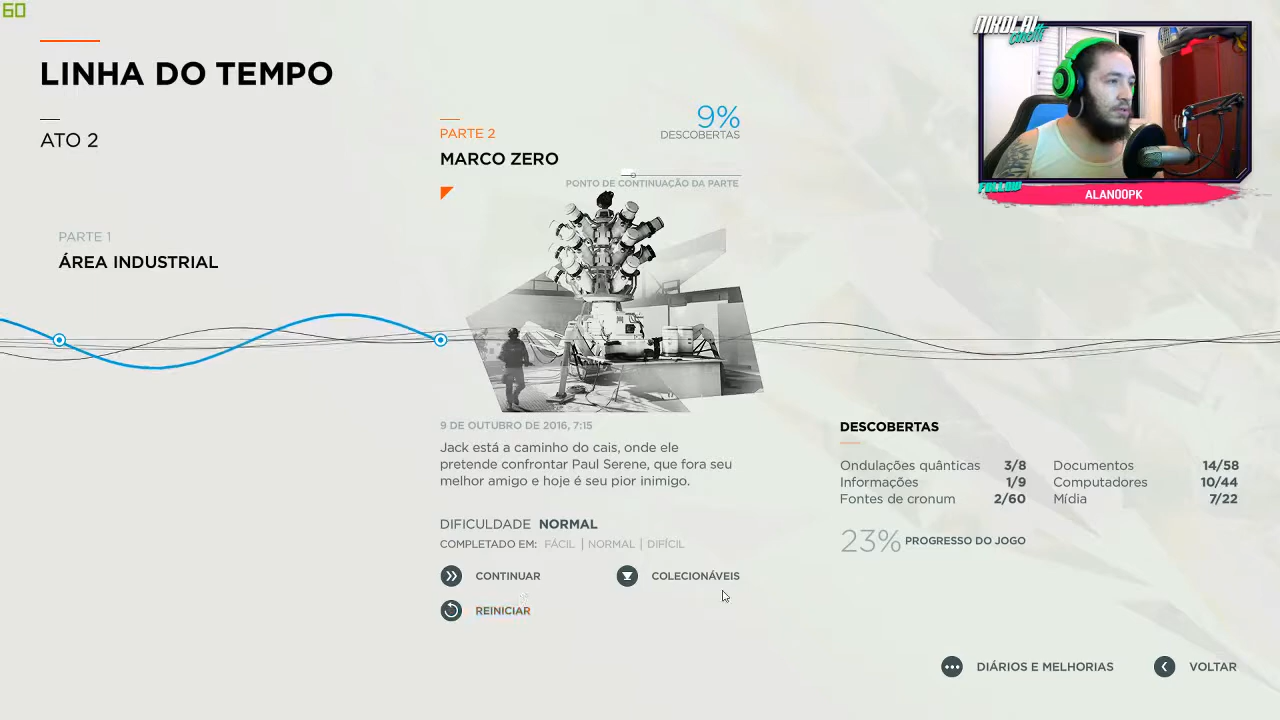 60
LINHA DO TEMPO
ATO 2
PARTE 1
ÁREA INDUSTRIAL
PARTE 2
MARCO ZERO
9%
DESCOBERTAS
PONTO DE CONTINUAÇÃO DA PARTE
9 DE OUTUBRO DE 2016, 7:15
Jack está a caminho do cais, onde ele
pretende confrontar Paul Serene, que fora seu
melhor amigo e hoje é seu pior inimigo.
DIFICULDADE NORMAL
COMPLETADO EM: FÁCIL | NORMAL | DIFÍCIL
CONTINUAR
COLECIONÁVEIS
REINICIAR
DESCOBERTAS
Ondulações quânticas 3/8 Documentos 14/58
Informações 1/9 Computadores 10/44
Fontes de cronum 2/60 Mídia 7/22
23% PROGRESSO DO JOGO
DIÁRIOS E MELHORIAS
VOLTAR
NIKOLAI
FOLLOW
ALAN00PK